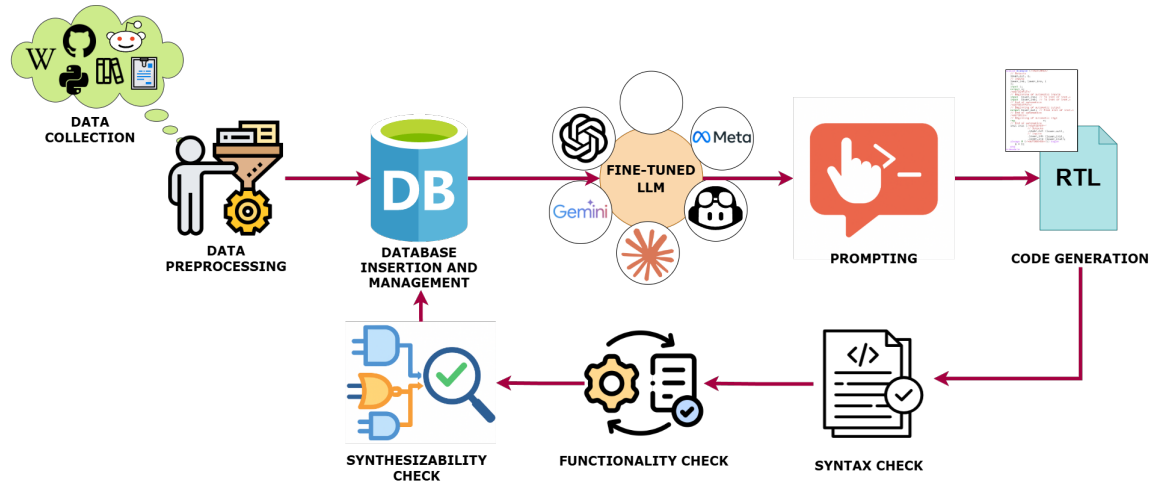 W
DATA
COLLECTION
DATA
PREPROCESSING
DB
DATABASE
INSERTION AND
MANAGEMENT
FINE-TUNED
LLM
Meta
Gemini
>_
PROMPTING
RTL
CODE GENERATION
</>
SYNTAX CHECK
FUNCTIONALITY CHECK
SYNTHESIZABILITY
CHECK